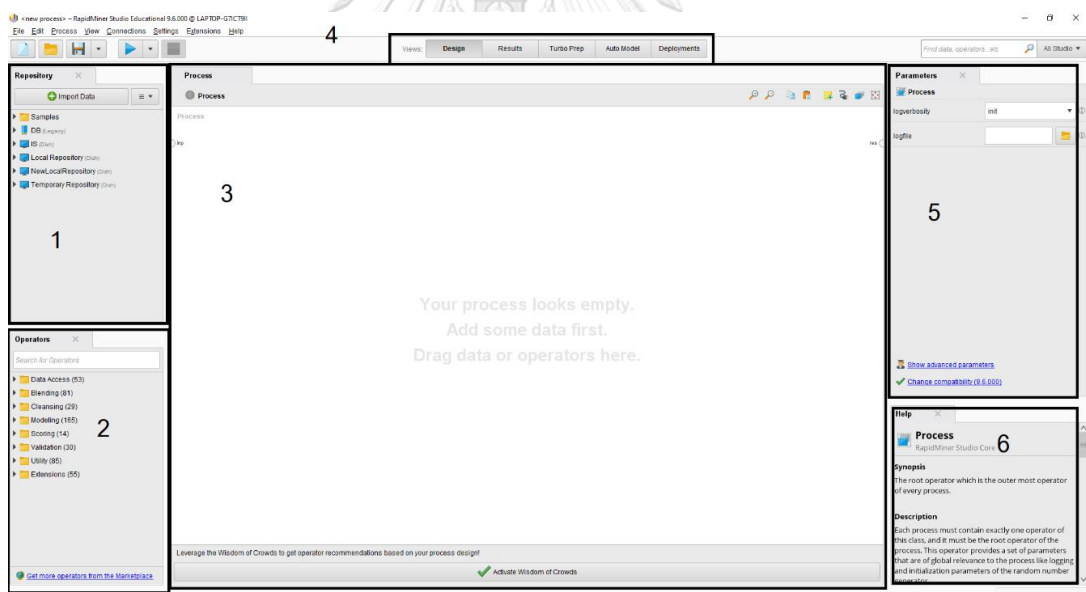 <new process> – RapidMiner Studio Educational 9.6.000 @ LAPTOP-G7ICT9II
File Edit Process View Connections Settings Extensions Help
4
Views: Design Results Turbo Prep Auto Model Deployments
Find data, operators...etc
All Studio
Repository
Import Data
Samples
DB (Legacy)
IS
Local Repository
NewLocalRepository
Temporary Repository
1
Operators
Search for Operators
Data Access (53)
Blending (81)
Cleansing (29)
Modeling (165)
Scoring (14)
Validation (30)
Utility (85)
Extensions (55)
2
Get more operators from the Marketplace
Process
Process
Process
inp
res
3
Your process looks empty.
Add some data first.
Drag data or operators here.
Leverage the Wisdom of Crowds to get operator recommendations based on your process design!
Activate Wisdom of Crowds
Parameters
Process
logverbosity
init
logfile
5
Show advanced parameters
Change compatibility (9.6.000)
Help
Process
RapidMiner Studio Core
6
Synopsis
The root operator which is the outer most operator
of every process.
Description
Each process must contain exactly one operator of
this class, and it must be the root operator of the
process. This operator provides a set of parameters
that are of global relevance to the process like logging
and initialization parameters of the random number
generator.